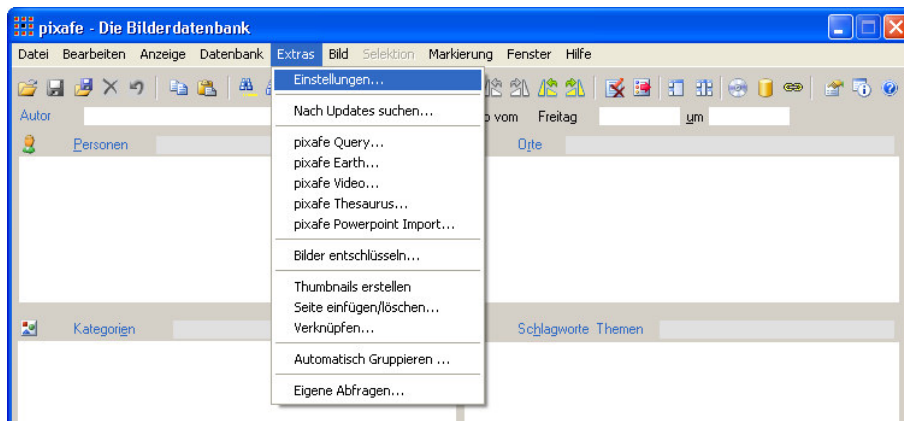 pixafe - Die Bilderdatenbank
Datei Bearbeiten Anzeige Datenbank Extras Bild Selektion Markierung Fenster Hilfe
Einstellungen...
Nach Updates suchen...
Autor vom Freitag um
pixafe Query...
Personen Orte
pixafe Earth...
pixafe Video...
pixafe Thesaurus...
pixafe Powerpoint Import...
Bilder entschlüsseln...
Thumbnails erstellen
Seite einfügen/löschen...
Verknüpfen...
Kategorien Schlagworte Themen
Automatisch Gruppieren ...
Eigene Abfragen...